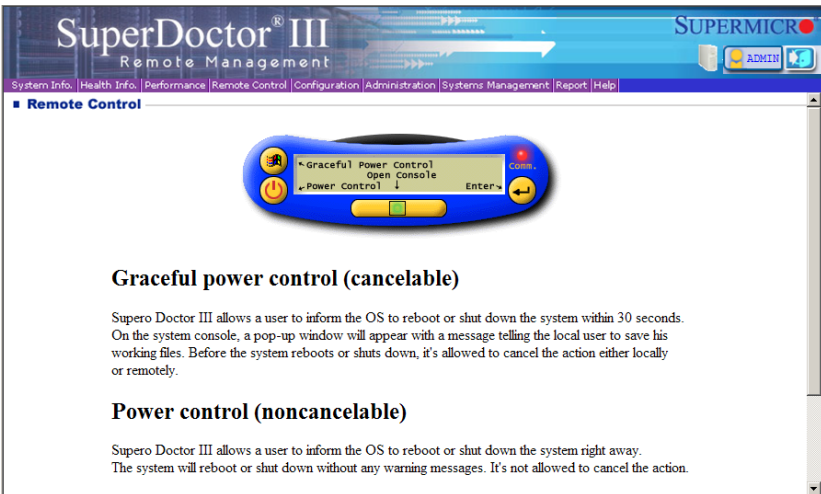 SuperDoctor® III
Remote Management
SUPERMICR
ADMIN
System Info. Health Info. Performance Remote Control Configuration Administration Systems Management Report Help
Remote Control
Graceful Power Control
Open Console
Power Control
Enter
Comm.
Graceful power control (cancelable)
Supero Doctor III allows a user to inform the OS to reboot or shut down the system within 30 seconds.
On the system console, a pop-up window will appear with a message telling the local user to save his
working files. Before the system reboots or shuts down, it's allowed to cancel the action either locally
or remotely.
Power control (noncancelable)
Supero Doctor III allows a user to inform the OS to reboot or shut down the system right away.
The system will reboot or shut down without any warning messages. It's not allowed to cancel the action.